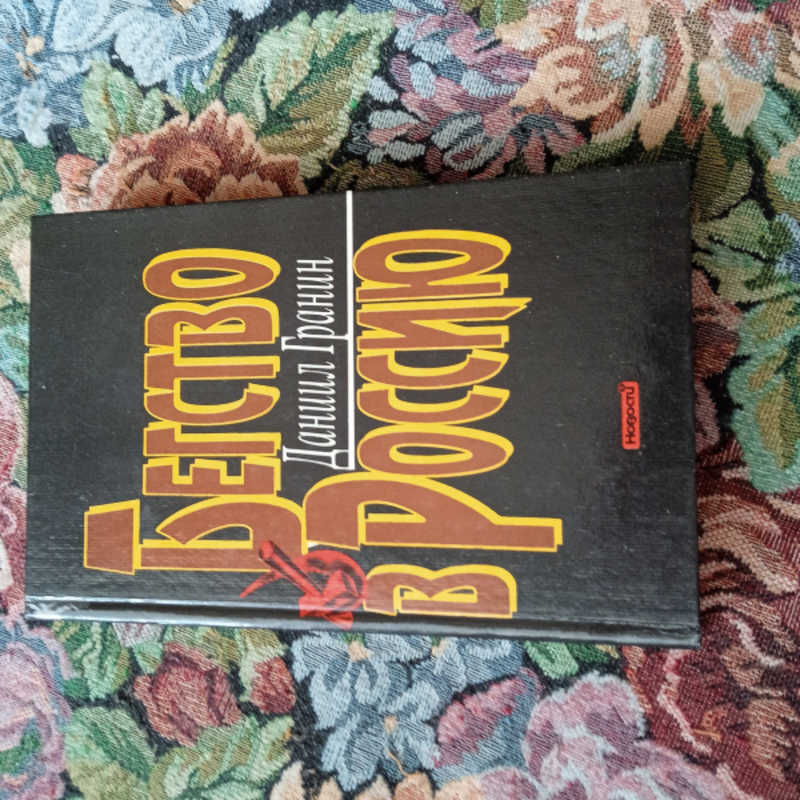 Бегство
Даниил Гранин
в Россию
Новости